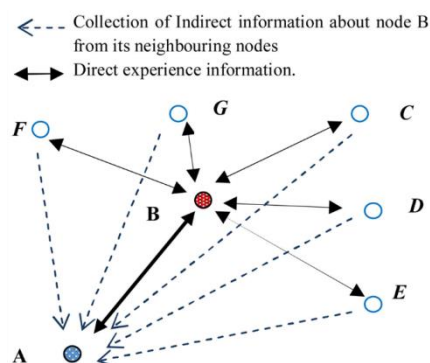 Collection of Indirect information about node B
from its neighbouring nodes
Direct experience information.
G
C
F
B
D
E
A